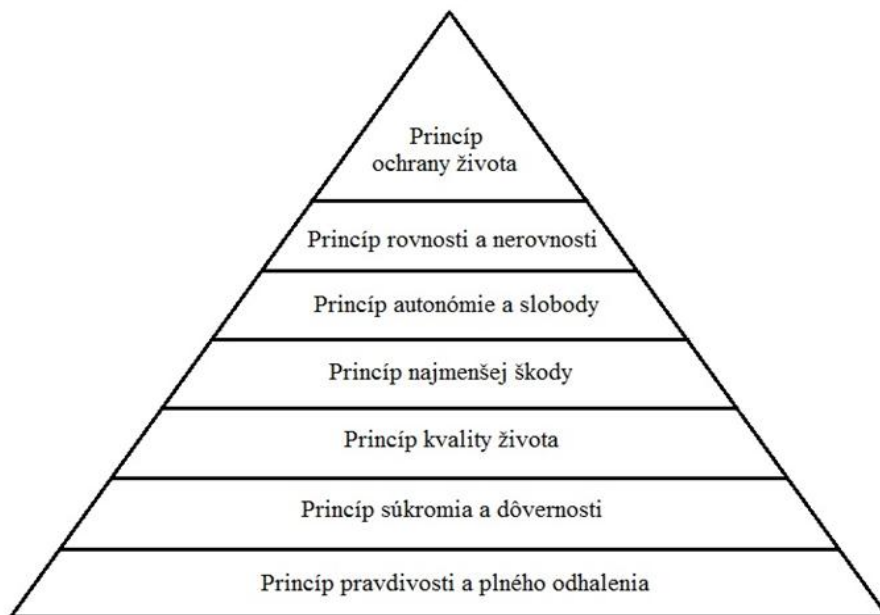 Princíp
ochrany života
Princíp rovnosti a nerovnosti
Princíp autonómie a slobody
Princíp najmenšej škody
Princíp kvality života
Princíp súkromia a dôvernosti
Princíp pravdivosti a plného odhalenia